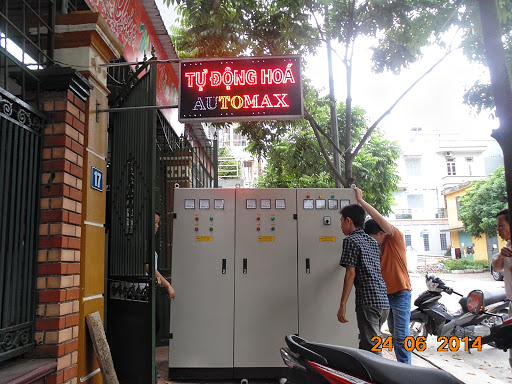 TỰ ĐỘNG HOÁ
AUTOMAX
17
24 06 2014